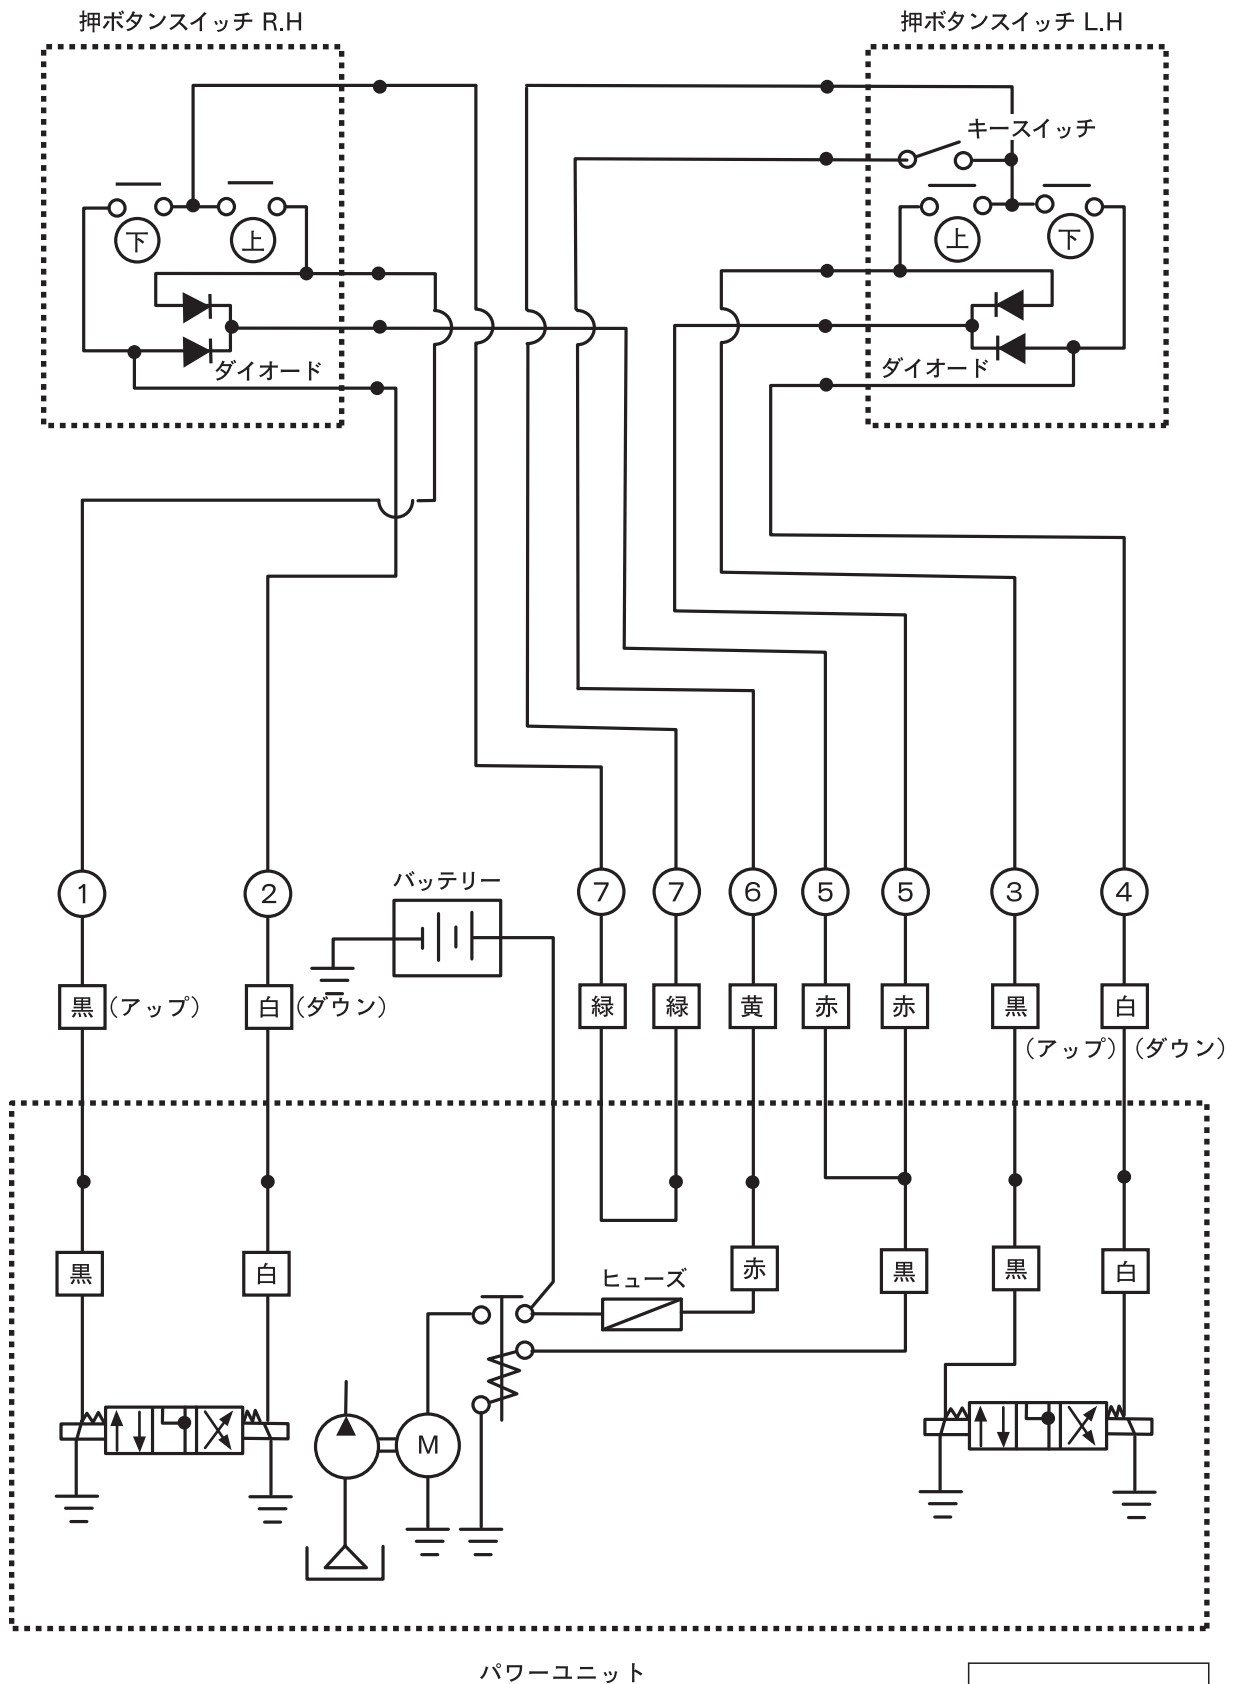 押ボタンスイッチ R.H
押ボタンスイッチ L.H
キースイッチ
下
上
上
下
ダイオード
ダイオード
1
2
バッテリー
7
7
6
5
5
3
4
黒
（アップ）
白
（ダウン）
緑
緑
黄
赤
赤
黒
白
（アップ）
（ダウン）
黒
白
ヒューズ
赤
黒
黒
白
M
パワーユニット